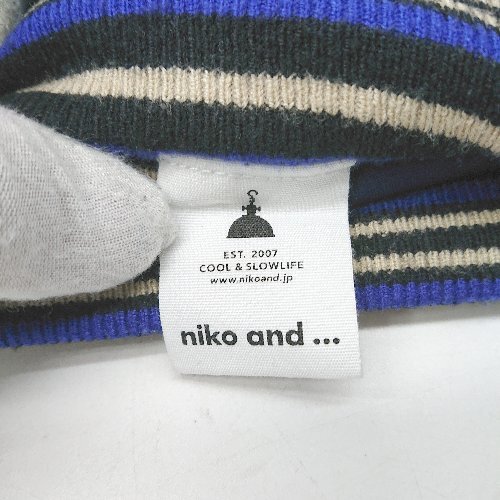 EST. 2007
COOL & SLOWLIFE
www.nikoand.jp
niko and ...